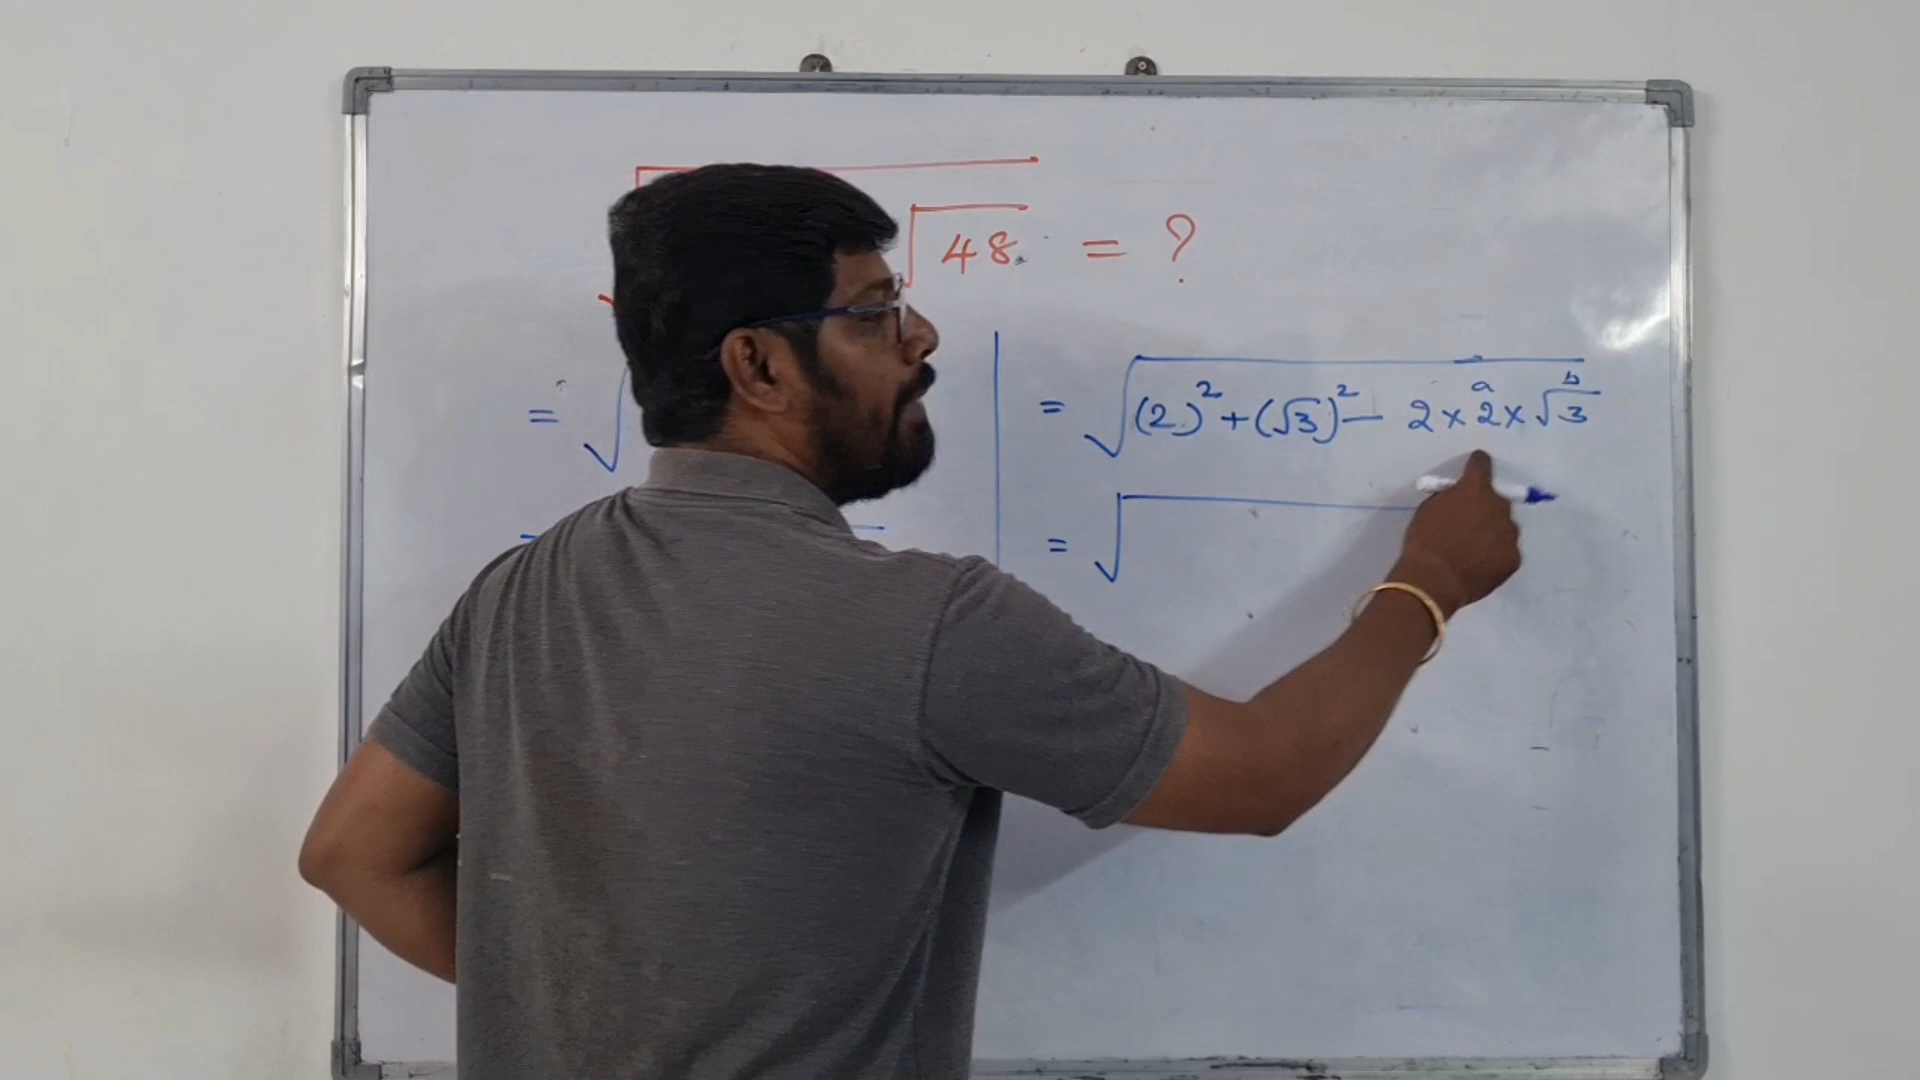 √48 = ?
= √
= √(2)² + (√3)² - 2 × 2 × √3
a b
= √